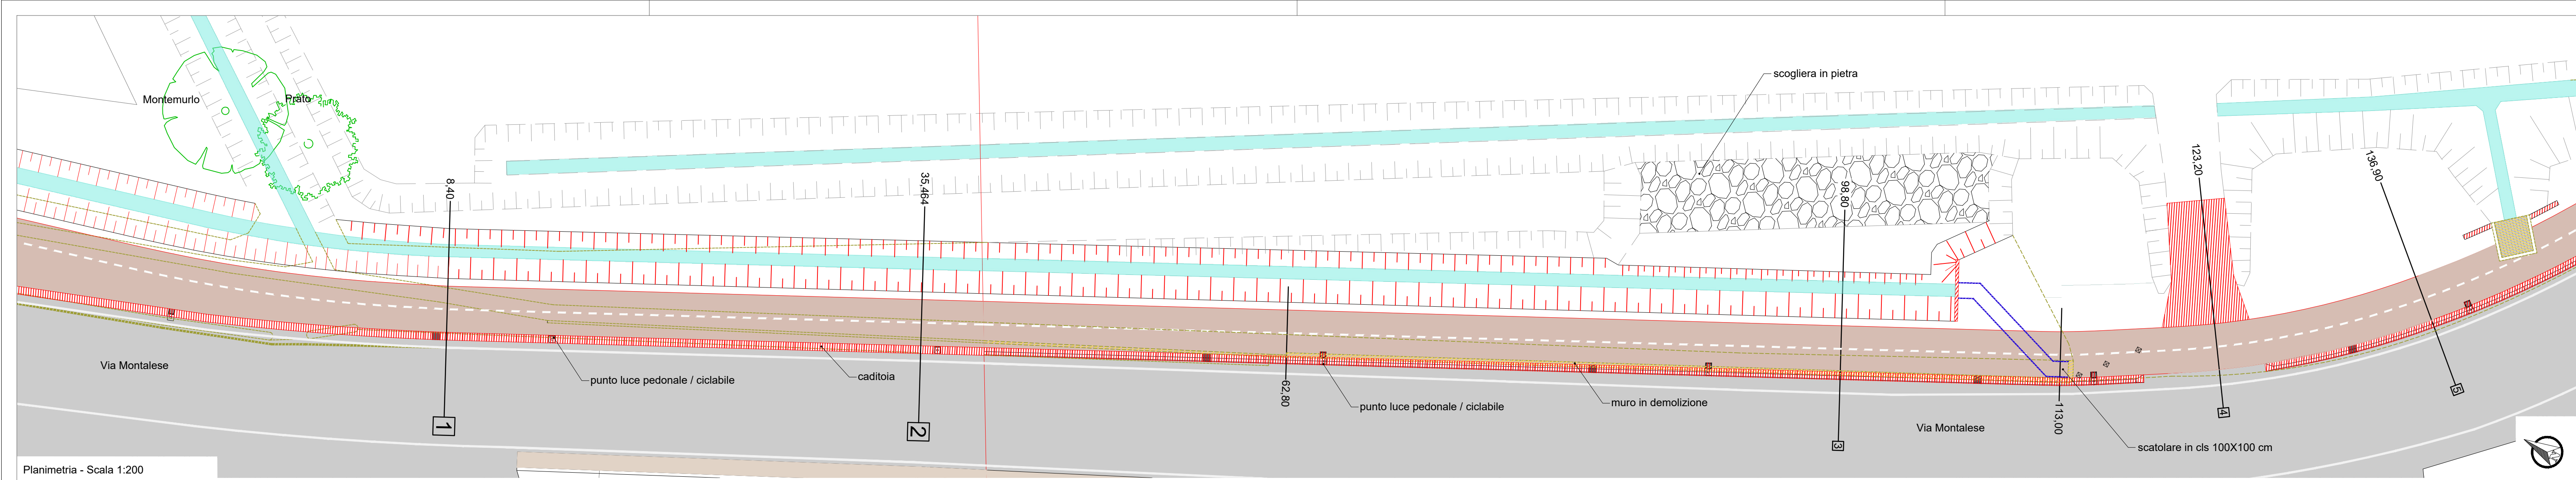 scogliera in pietra
Montemurlo
Prato
8,40
35,464
98,80
123,20
136,90
Via Montalese
punto luce pedonale / ciclabile
caditoia
62,80
punto luce pedonale / ciclabile
muro in demolizione
113,00
Via Montalese
scatolare in cls 100X100 cm
1
2
3
4
5
Planimetria - Scala 1:200